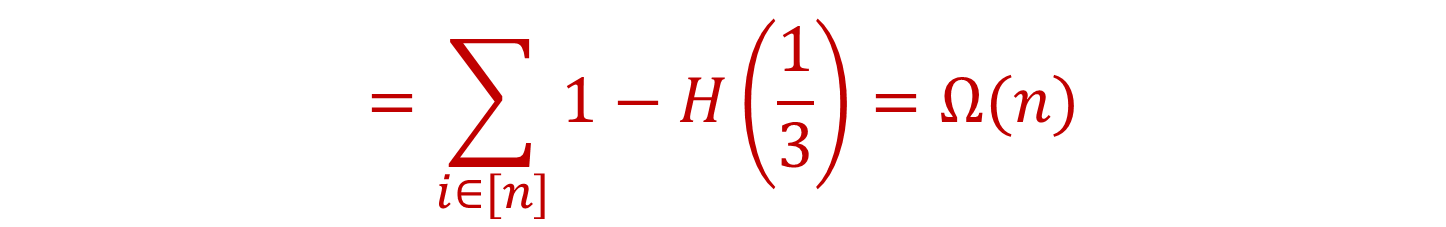 = ∑_{i∈[n]} 1 − H(1/3) = Ω(n)